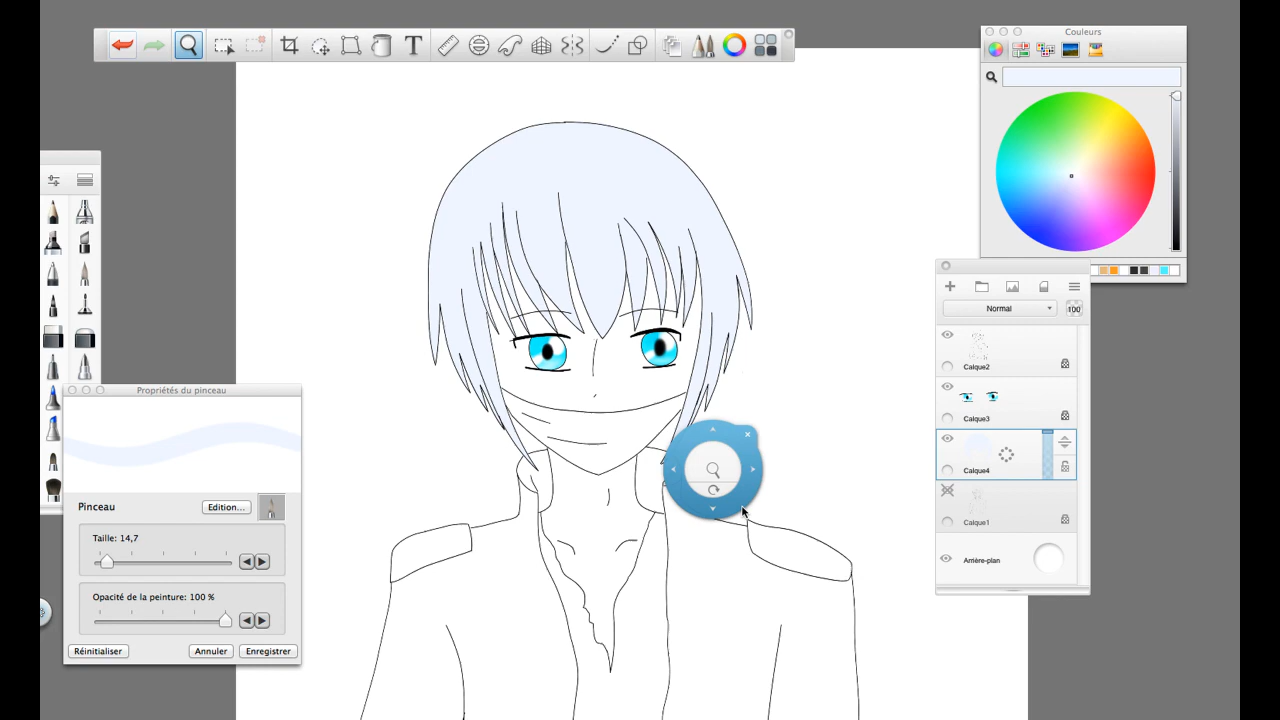 T
Couleurs
Normal
100
Calque2
Calque3
Calque4
Calque1
Arrière-plan
Propriétés du pinceau
Pinceau
Edition...
Taille: 14,7
Opacité de la peinture: 100 %
Réinitialiser
Annuler
Enregistrer